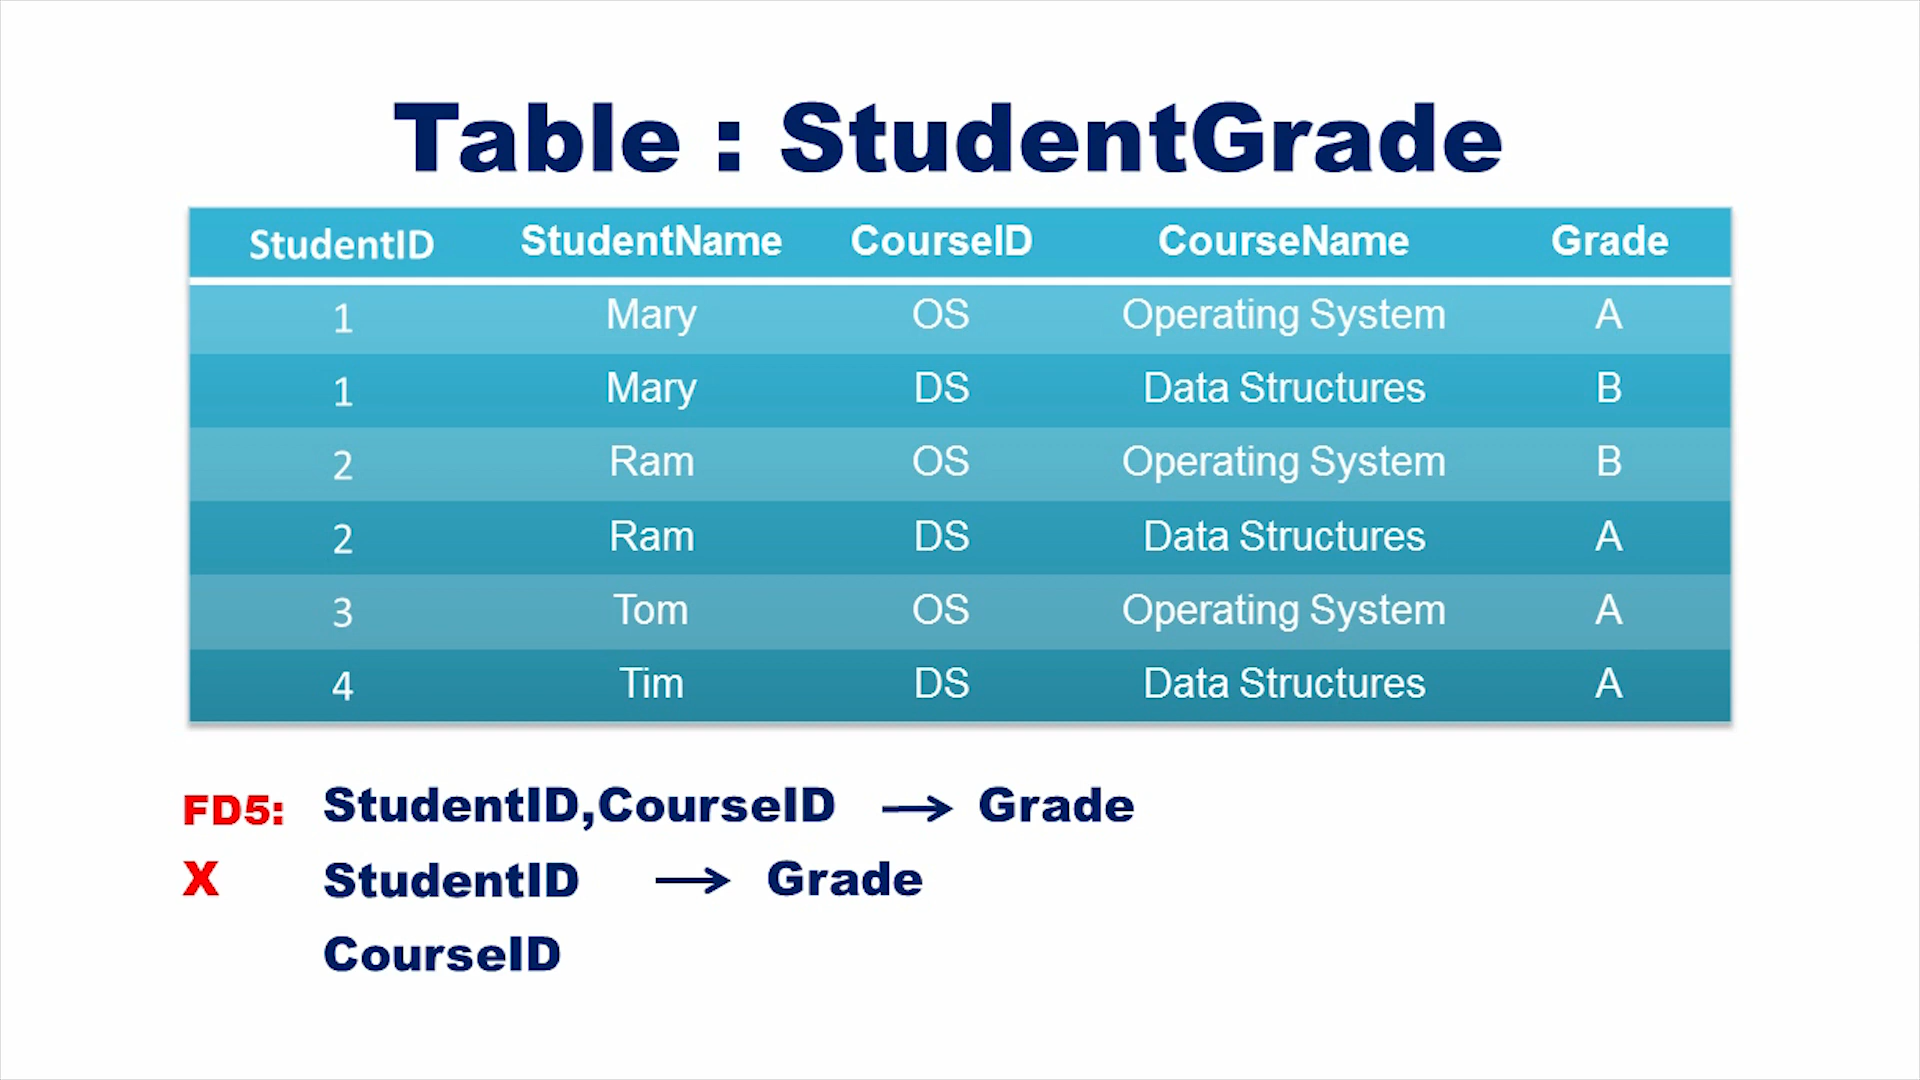 Table : StudentGrade
StudentID StudentName CourseID CourseName Grade
1 Mary OS Operating System A
1 Mary DS Data Structures B
2 Ram OS Operating System B
2 Ram DS Data Structures A
3 Tom OS Operating System A
4 Tim DS Data Structures A
FD5: StudentID,CourseID → Grade
X StudentID → Grade
CourseID